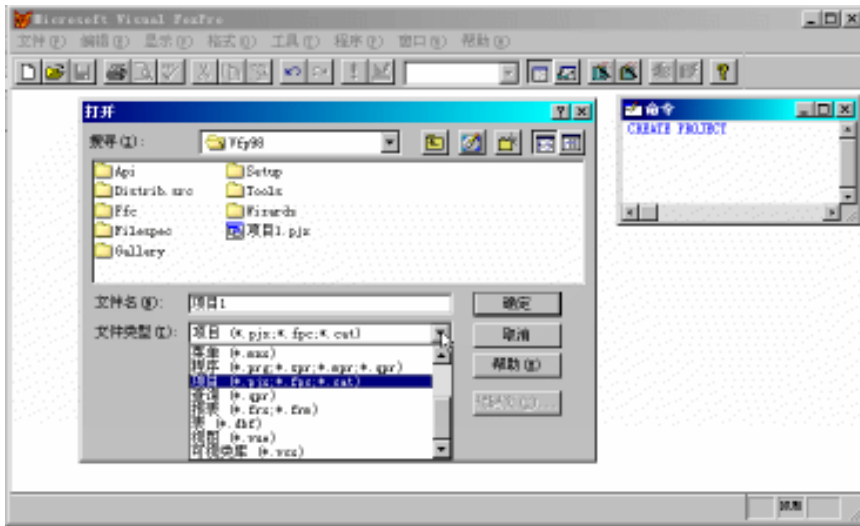 Microsoft Visual FoxPro
文件(F) 编辑(E) 显示(V) 格式(O) 工具(T) 程序(P) 窗口(W) 帮助(H)
打开
搜寻(I):
Vfp98
Api
Setup
Distrib.src
Tools
Ffc
Wizards
Filespec
项目1.pjx
Gallery
文件名(N):
项目1
确定
文件类型(T):
项目 (*.pjx;*.fpc;*.cat)
取消
菜单 (*.mnx)
程序 (*.prg;*.spr;*.mpr;*.qpr)
帮助(H)
项目 (*.pjx;*.fpc;*.cat)
查询 (*.qpr)
报表 (*.frx;*.frm)
表 (*.dbf)
视图 (*.vue)
可视类库 (*.vcx)
命令
CREATE PROJECT